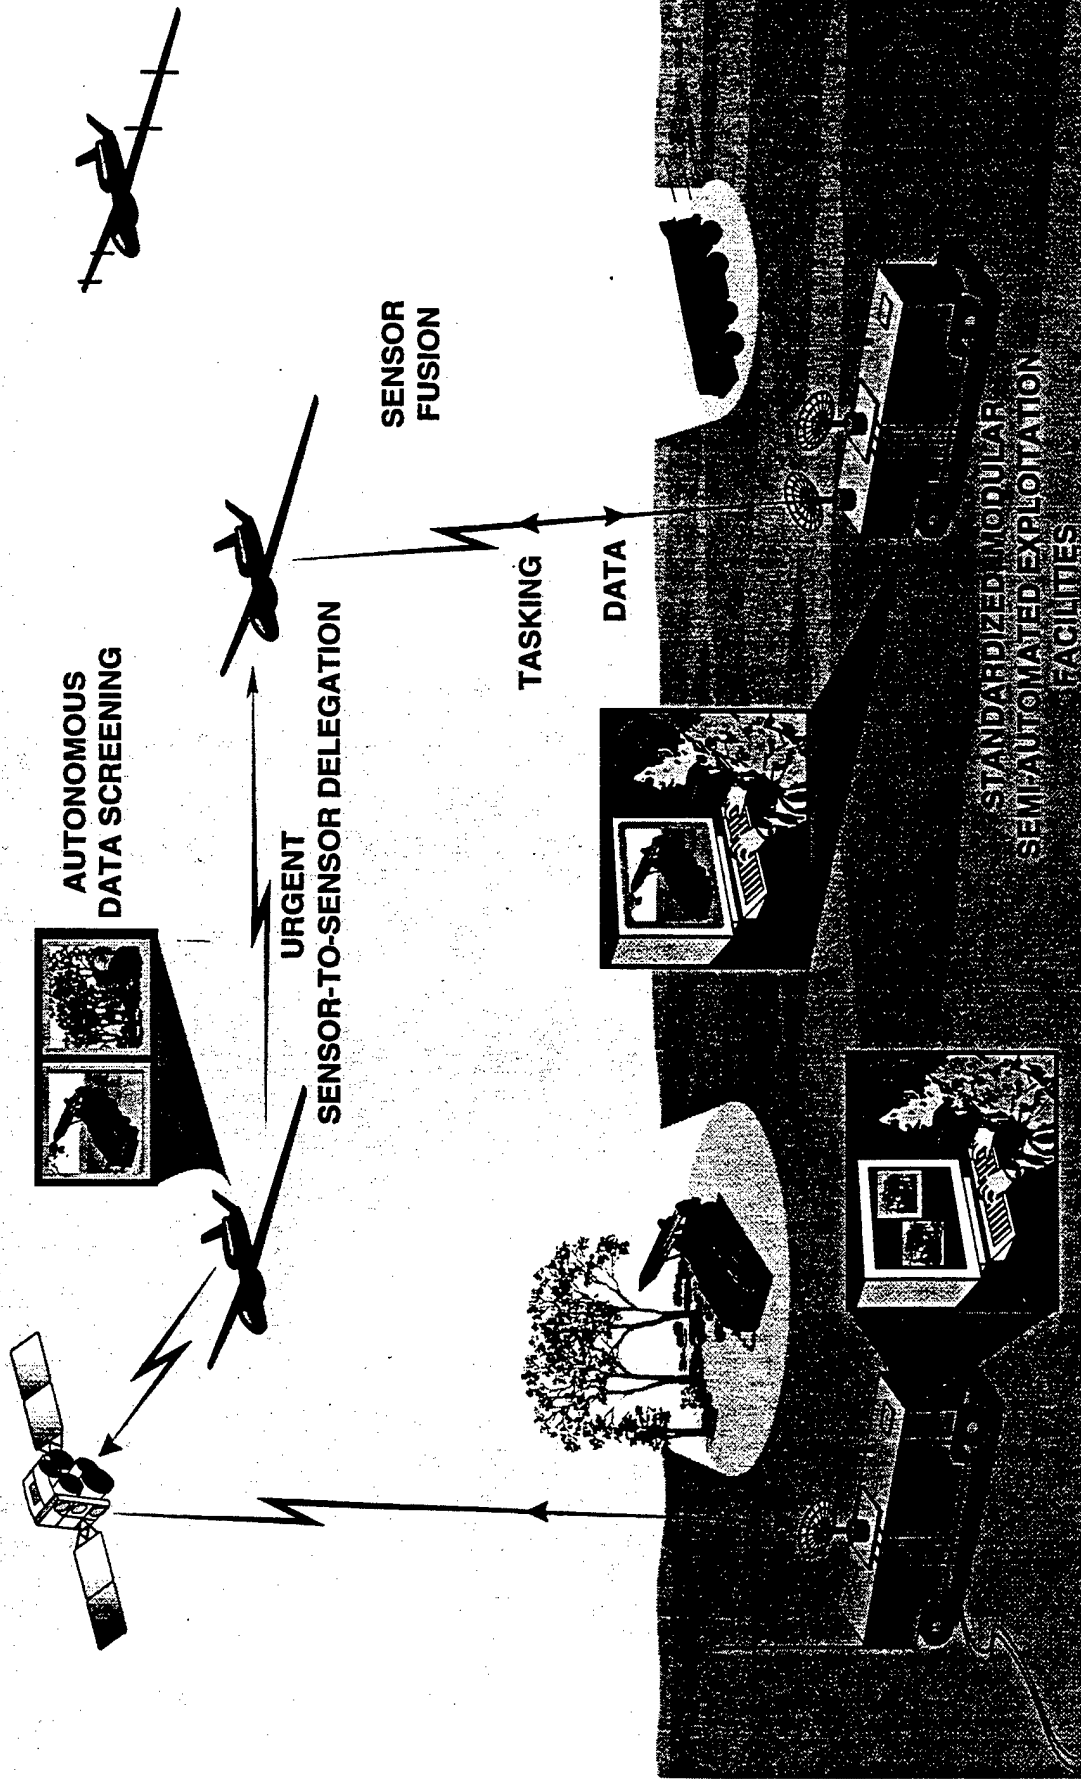 AUTONOMOUS
DATA SCREENING
URGENT
SENSOR-TO-SENSOR DELEGATION
SENSOR
FUSION
TASKING
DATA
STANDARDIZED MODULAR
SEMI-AUTOMATED EXPLOITATION
FACILITIES